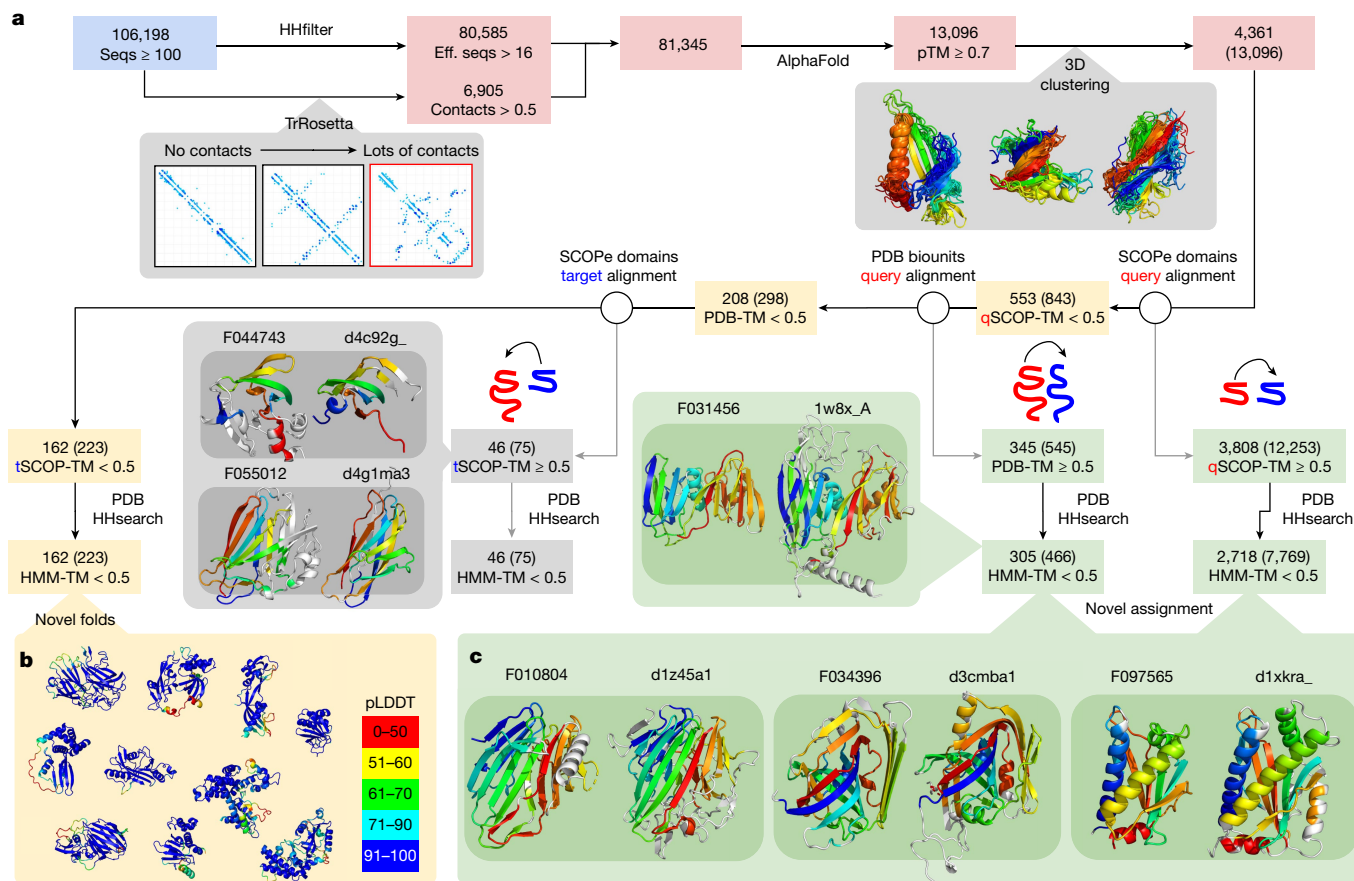 a
106,198
Seqs ≥ 100
HHfilter
80,585
Eff. seqs > 16
6,905
Contacts > 0.5
81,345
AlphaFold
13,096
pTM ≥ 0.7
3D
clustering
4,361
(13,096)
TrRosetta
No contacts
Lots of contacts
SCOPe domains
target alignment
PDB biounits
query alignment
SCOPe domains
query alignment
208 (298)
PDB-TM < 0.5
553 (843)
qSCOP-TM < 0.5
F044743
d4c92g_
F055012
d4g1ma3
F031456
1w8x_A
162 (223)
tSCOP-TM < 0.5
46 (75)
tSCOP-TM ≥ 0.5
345 (545)
PDB-TM ≥ 0.5
3,808 (12,253)
qSCOP-TM ≥ 0.5
PDB
HHsearch
PDB
HHsearch
PDB
HHsearch
PDB
HHsearch
162 (223)
HMM-TM < 0.5
46 (75)
HMM-TM < 0.5
305 (466)
HMM-TM < 0.5
2,718 (7,769)
HMM-TM < 0.5
Novel folds
Novel assignment
b
pLDDT
0–50
51–60
61–70
71–90
91–100
c
F010804
d1z45a1
F034396
d3cmba1
F097565
d1xkra_